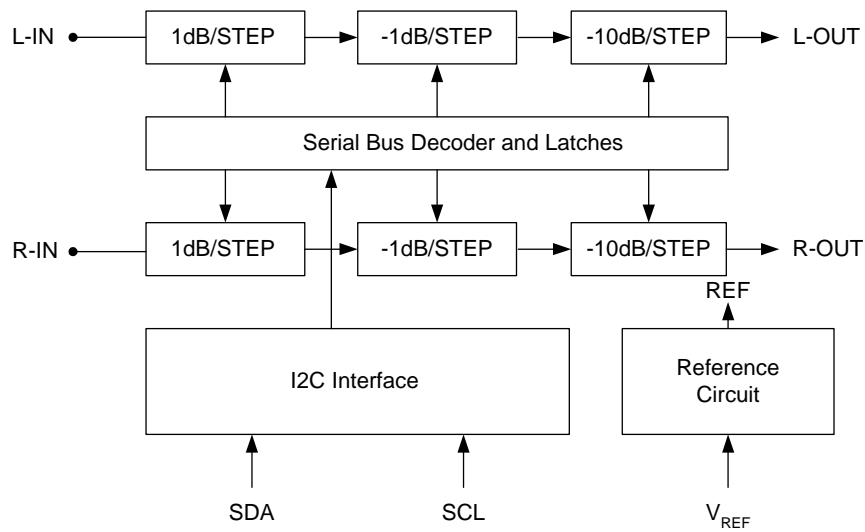 L-IN 1dB/STEP -1dB/STEP -10dB/STEP L-OUT
Serial Bus Decoder and Latches
R-IN 1dB/STEP -1dB/STEP -10dB/STEP R-OUT
REF
I2C Interface
Reference
Circuit
SDA SCL VREF